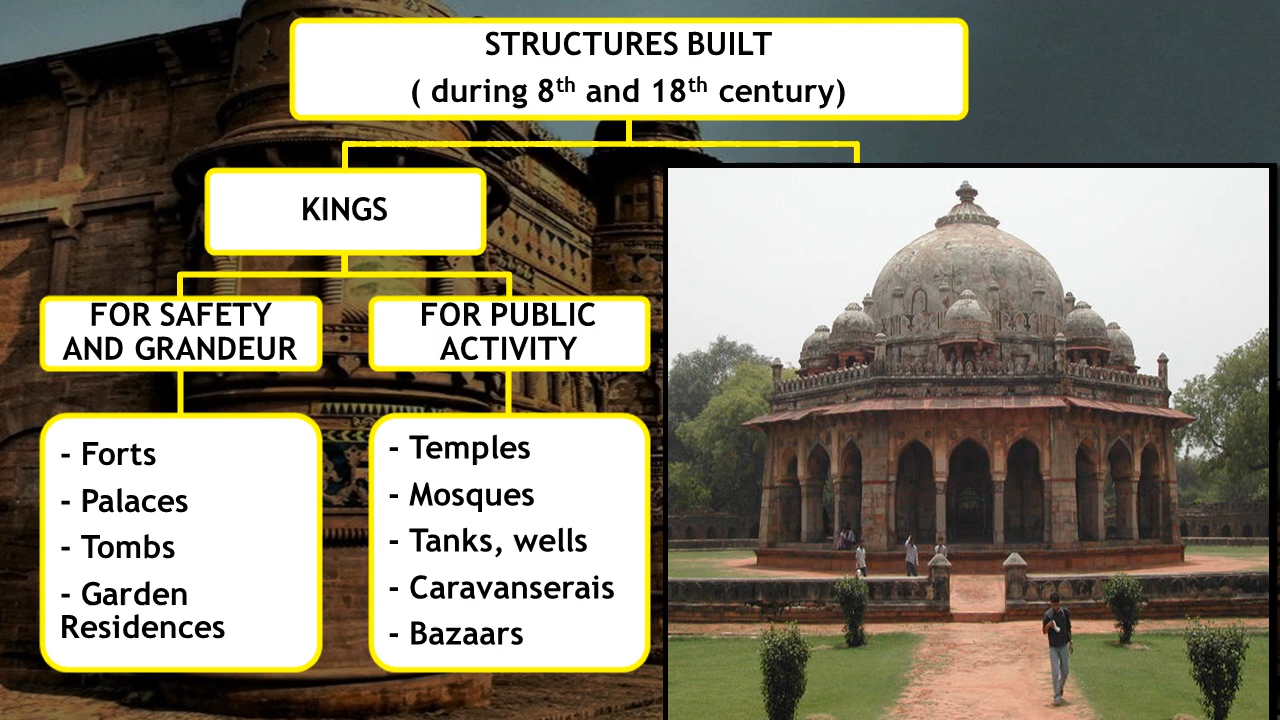 STRUCTURES BUILT
( during 8th and 18th century)
KINGS
FOR SAFETY
AND GRANDEUR
FOR PUBLIC
ACTIVITY
- Forts
- Palaces
- Tombs
- Garden
Residences
- Temples
- Mosques
- Tanks, wells
- Caravanserais
- Bazaars